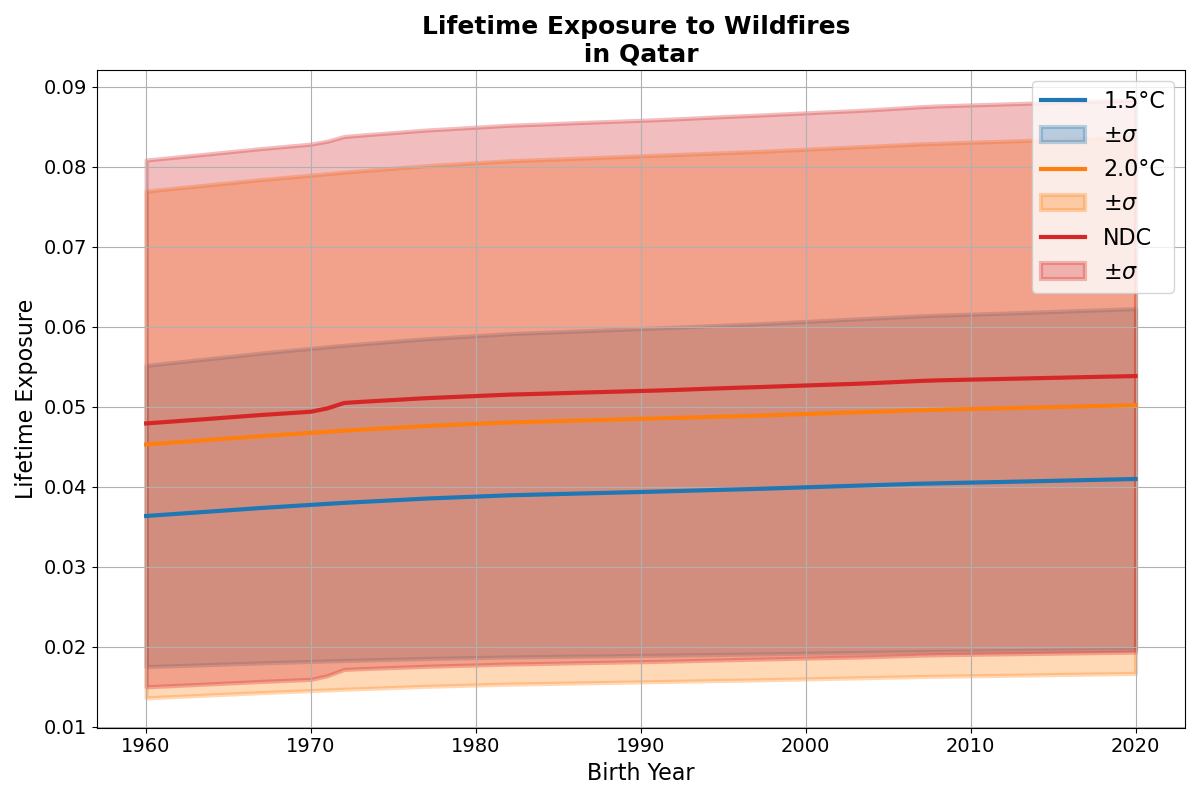 Lifetime Exposure to Wildfires
in Qatar
0.09
0.08
0.07
0.06
0.05
0.04
0.03
0.02
0.01
Lifetime Exposure
1.5°C
±σ
2.0°C
±σ
NDC
±σ
1960
1970
1980
1990
2000
2010
2020
Birth Year